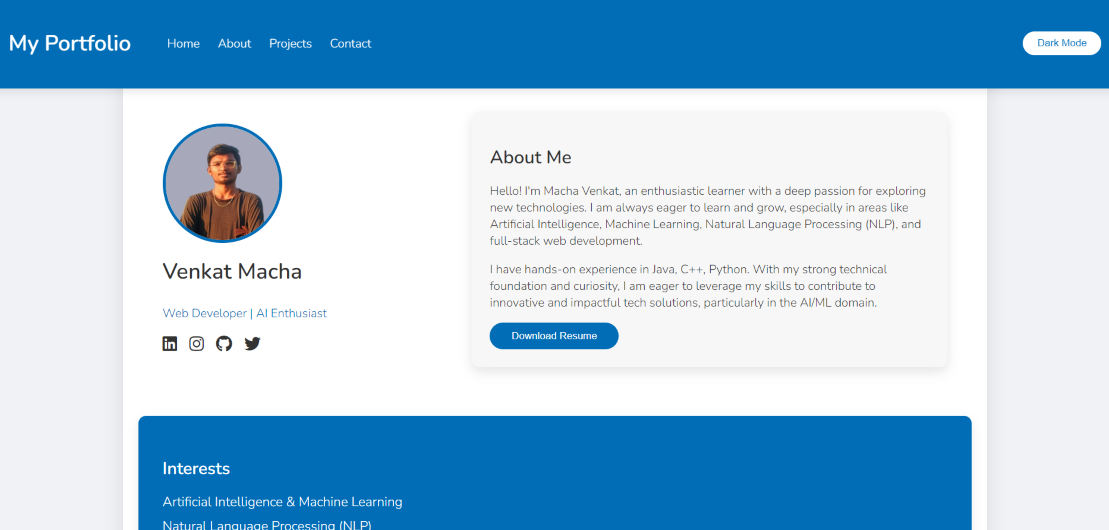 My Portfolio
Home About Projects Contact
Dark Mode
Venkat Macha
Web Developer | AI Enthusiast
About Me
Hello! I'm Macha Venkat, an enthusiastic learner with a deep passion for exploring
new technologies. I am always eager to learn and grow, especially in areas like
Artificial Intelligence, Machine Learning, Natural Language Processing (NLP), and
full-stack web development.
I have hands-on experience in Java, C++, Python. With my strong technical
foundation and curiosity, I am eager to leverage my skills to contribute to
innovative and impactful tech solutions, particularly in the AI/ML domain.
Download Resume
Interests
Artificial Intelligence & Machine Learning
Natural Language Processing (NLP)